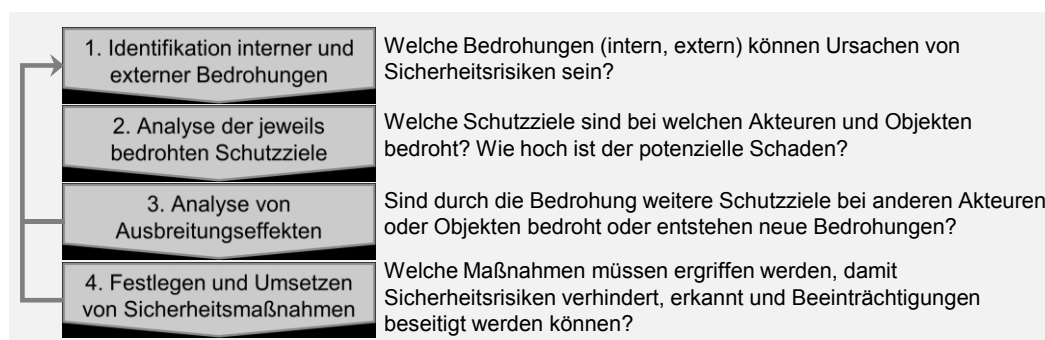 1. Identifikation interner und
externer Bedrohungen
Welche Bedrohungen (intern, extern) können Ursachen von
Sicherheitsrisiken sein?
2. Analyse der jeweils
bedrohten Schutzziele
Welche Schutzziele sind bei welchen Akteuren und Objekten
bedroht? Wie hoch ist der potenzielle Schaden?
3. Analyse von
Ausbreitungseffekten
Sind durch die Bedrohung weitere Schutzziele bei anderen Akteuren
oder Objekten bedroht oder entstehen neue Bedrohungen?
4. Festlegen und Umsetzen
von Sicherheitsmaßnahmen
Welche Maßnahmen müssen ergriffen werden, damit
Sicherheitsrisiken verhindert, erkannt und Beeinträchtigungen
beseitigt werden können?